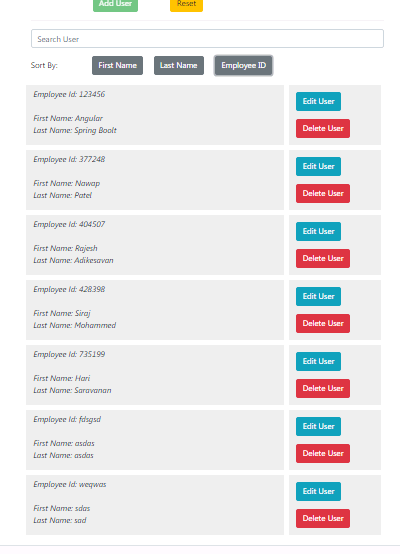 Add User Reset
Search User
Sort By: First Name Last Name Employee ID
Employee Id: 123456
Edit User
First Name: Angular
Last Name: Spring Boolt
Delete User
Employee Id: 377248
Edit User
First Name: Nawap
Last Name: Patel
Delete User
Employee Id: 404507
Edit User
First Name: Rajesh
Last Name: Adikesavan
Delete User
Employee Id: 428398
Edit User
First Name: Siraj
Last Name: Mohammed
Delete User
Employee Id: 735199
Edit User
First Name: Hari
Last Name: Saravanan
Delete User
Employee Id: fdsgsd
Edit User
First Name: asdas
Last Name: asdas
Delete User
Employee Id: weqwas
Edit User
First Name: sdas
Last Name: sad
Delete User